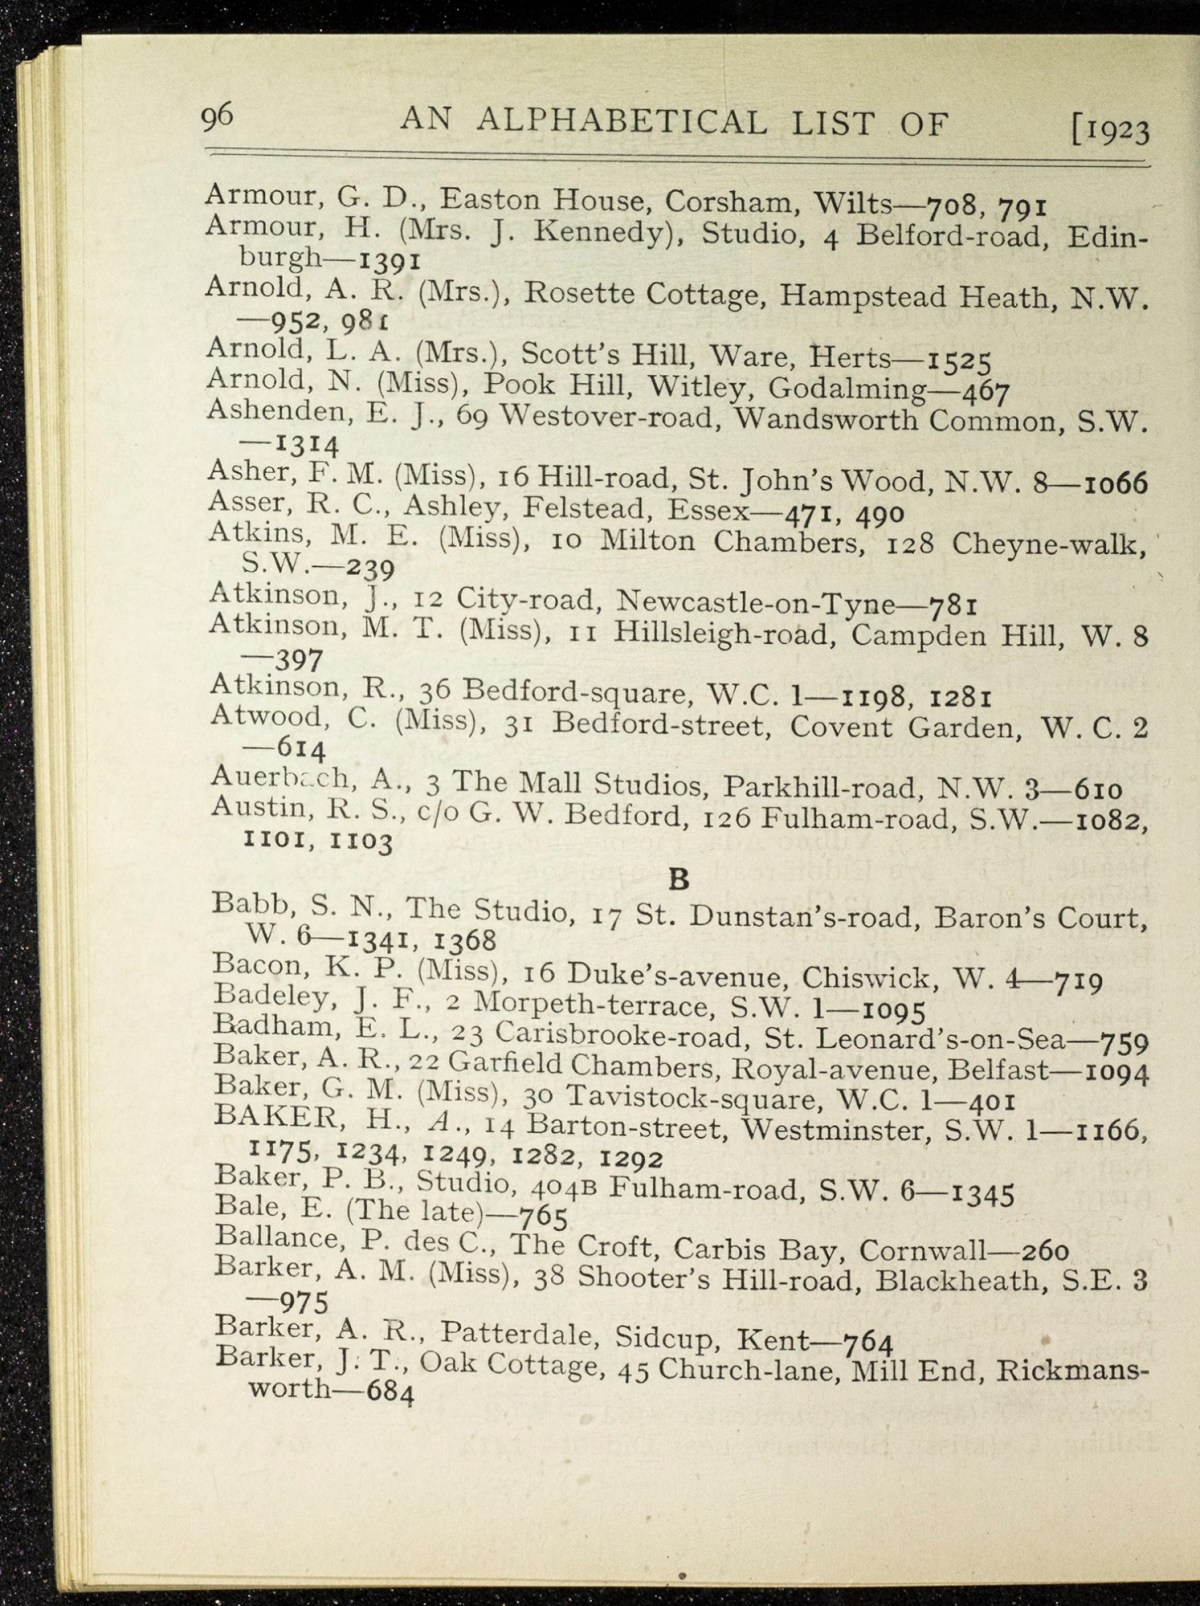 96 AN ALPHABETICAL LIST OF [1923
Armour, G. D., Easton House, Corsham, Wilts—708, 791
Armour, H. (Mrs. J. Kennedy), Studio, 4 Belford-road, Edin-
burgh—1391
Arnold, A. R. (Mrs.), Rosette Cottage, Hampstead Heath, N.W.
—952, 981
Arnold, L. A. (Mrs.), Scott's Hill, Ware, Herts—1525
Arnold, N. (Miss), Pook Hill, Witley, Godalming—467
Ashenden, E. J., 69 Westover-road, Wandsworth Common, S.W.
—1314
Asher, F. M. (Miss), 16 Hill-road, St. John's Wood, N.W. 8—1066
Asser, R. C., Ashley, Felstead, Essex—471, 490
Atkins, M. E. (Miss), 10 Milton Chambers, 128 Cheyne-walk,
S.W.—239
Atkinson, J., 12 City-road, Newcastle-on-Tyne—781
Atkinson, M. T. (Miss), 11 Hillsleigh-road, Campden Hill, W. 8
—397
Atkinson, R., 36 Bedford-square, W.C. 1—1198, 1281
Atwood, C. (Miss), 31 Bedford-street, Covent Garden, W. C. 2
—614
Auerbach, A., 3 The Mall Studios, Parkhill-road, N.W. 3—610
Austin, R. S., c/o G. W. Bedford, 126 Fulham-road, S.W.—1082,
1101, 1103
B
Babb, S. N., The Studio, 17 St. Dunstan's-road, Baron's Court,
W. 6—1341, 1368
Bacon, K. P. (Miss), 16 Duke's-avenue, Chiswick, W. 4—719
Badeley, J. F., 2 Morpeth-terrace, S.W. 1—1095
Badham, E. L., 23 Carisbrooke-road, St. Leonard's-on-Sea—759
Baker, A. R., 22 Garfield Chambers, Royal-avenue, Belfast—1094
Baker, G. M. (Miss), 30 Tavistock-square, W.C. 1—401
BAKER, H., A., 14 Barton-street, Westminster, S.W. 1—1166,
1175, 1234, 1249, 1282, 1292
Baker, P. B., Studio, 404B Fulham-road, S.W. 6—1345
Bale, E. (The late)—765
Ballance, P. des C., The Croft, Carbis Bay, Cornwall—260
Barker, A. M. (Miss), 38 Shooter's Hill-road, Blackheath, S.E. 3
—975
Barker, A. R., Patterdale, Sidcup, Kent—764
Barker, J. T., Oak Cottage, 45 Church-lane, Mill End, Rickmans-
worth—684